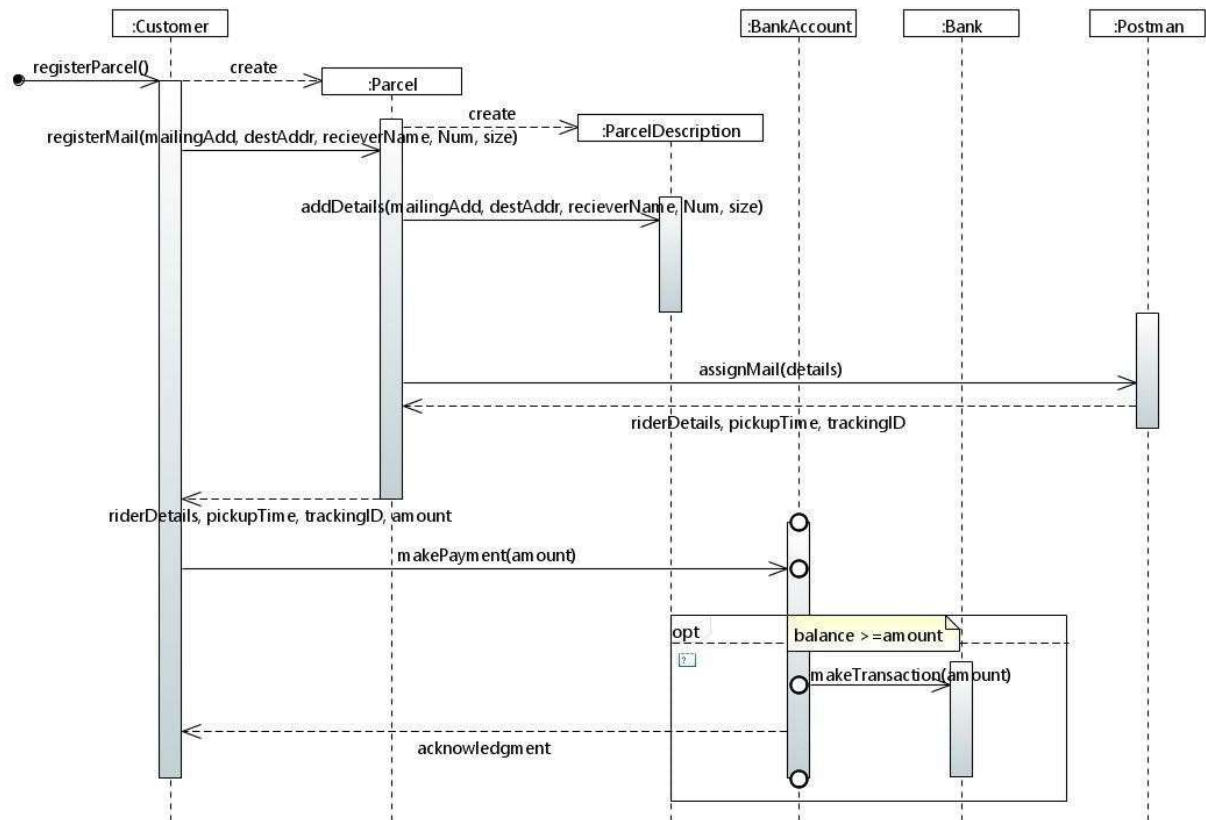 :Customer
:BankAccount
:Bank
:Postman
registerParcel()
create
:Parcel
create
:ParcelDescription
registerMail(mailingAdd, destAddr, recieverName, Num, size)
addDetails(mailingAdd, destAddr, recieverName, Num, size)
assignMail(details)
riderDetails, pickupTime, trackingID
riderDetails, pickupTime, trackingID, amount
makePayment(amount)
opt
balance >=amount
?
makeTransaction(amount)
acknowledgment